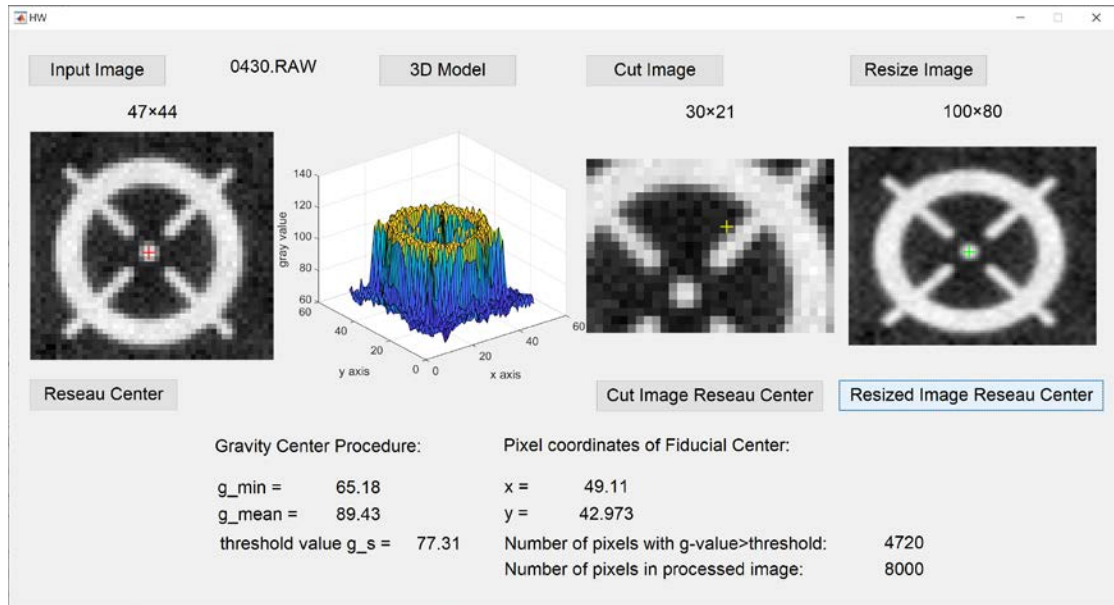 HW
Input Image 0430.RAW 3D Model Cut Image Resize Image
47×44 30×21 100×80
140
120
100
80
60
gray value
60
40
20
0
y axis
0
20
40
60
x axis
Reseau Center Cut Image Reseau Center Resized Image Reseau Center
Gravity Center Procedure: Pixel coordinates of Fiducial Center:
g_min = 65.18 x = 49.11
g_mean = 89.43 y = 42.973
threshold value g_s = 77.31 Number of pixels with g-value>threshold: 4720
Number of pixels in processed image: 8000